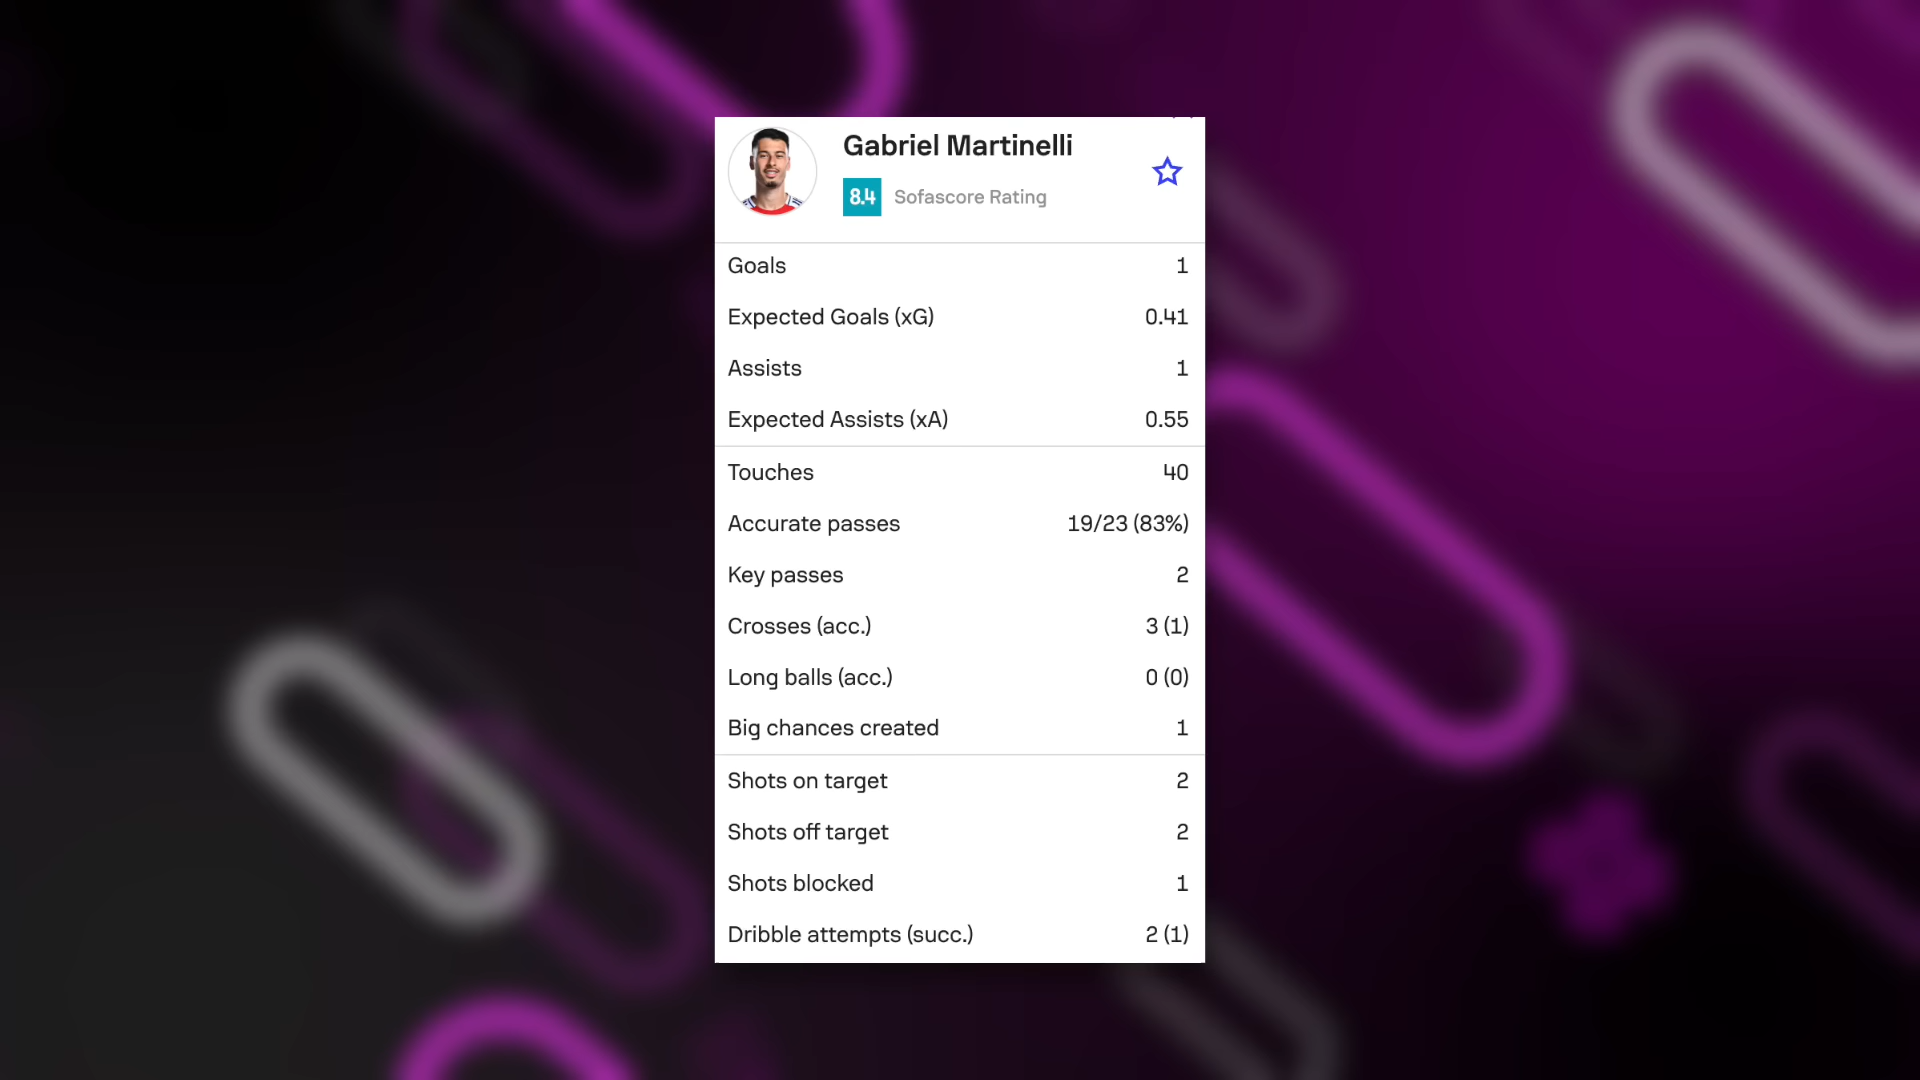 Gabriel Martinelli
8.4 Sofascore Rating
Goals 1
Expected Goals (xG) 0.41
Assists 1
Expected Assists (xA) 0.55
Touches 40
Accurate passes 19/23 (83%)
Key passes 2
Crosses (acc.) 3 (1)
Long balls (acc.) 0 (0)
Big chances created 1
Shots on target 2
Shots off target 2
Shots blocked 1
Dribble attempts (succ.) 2 (1)